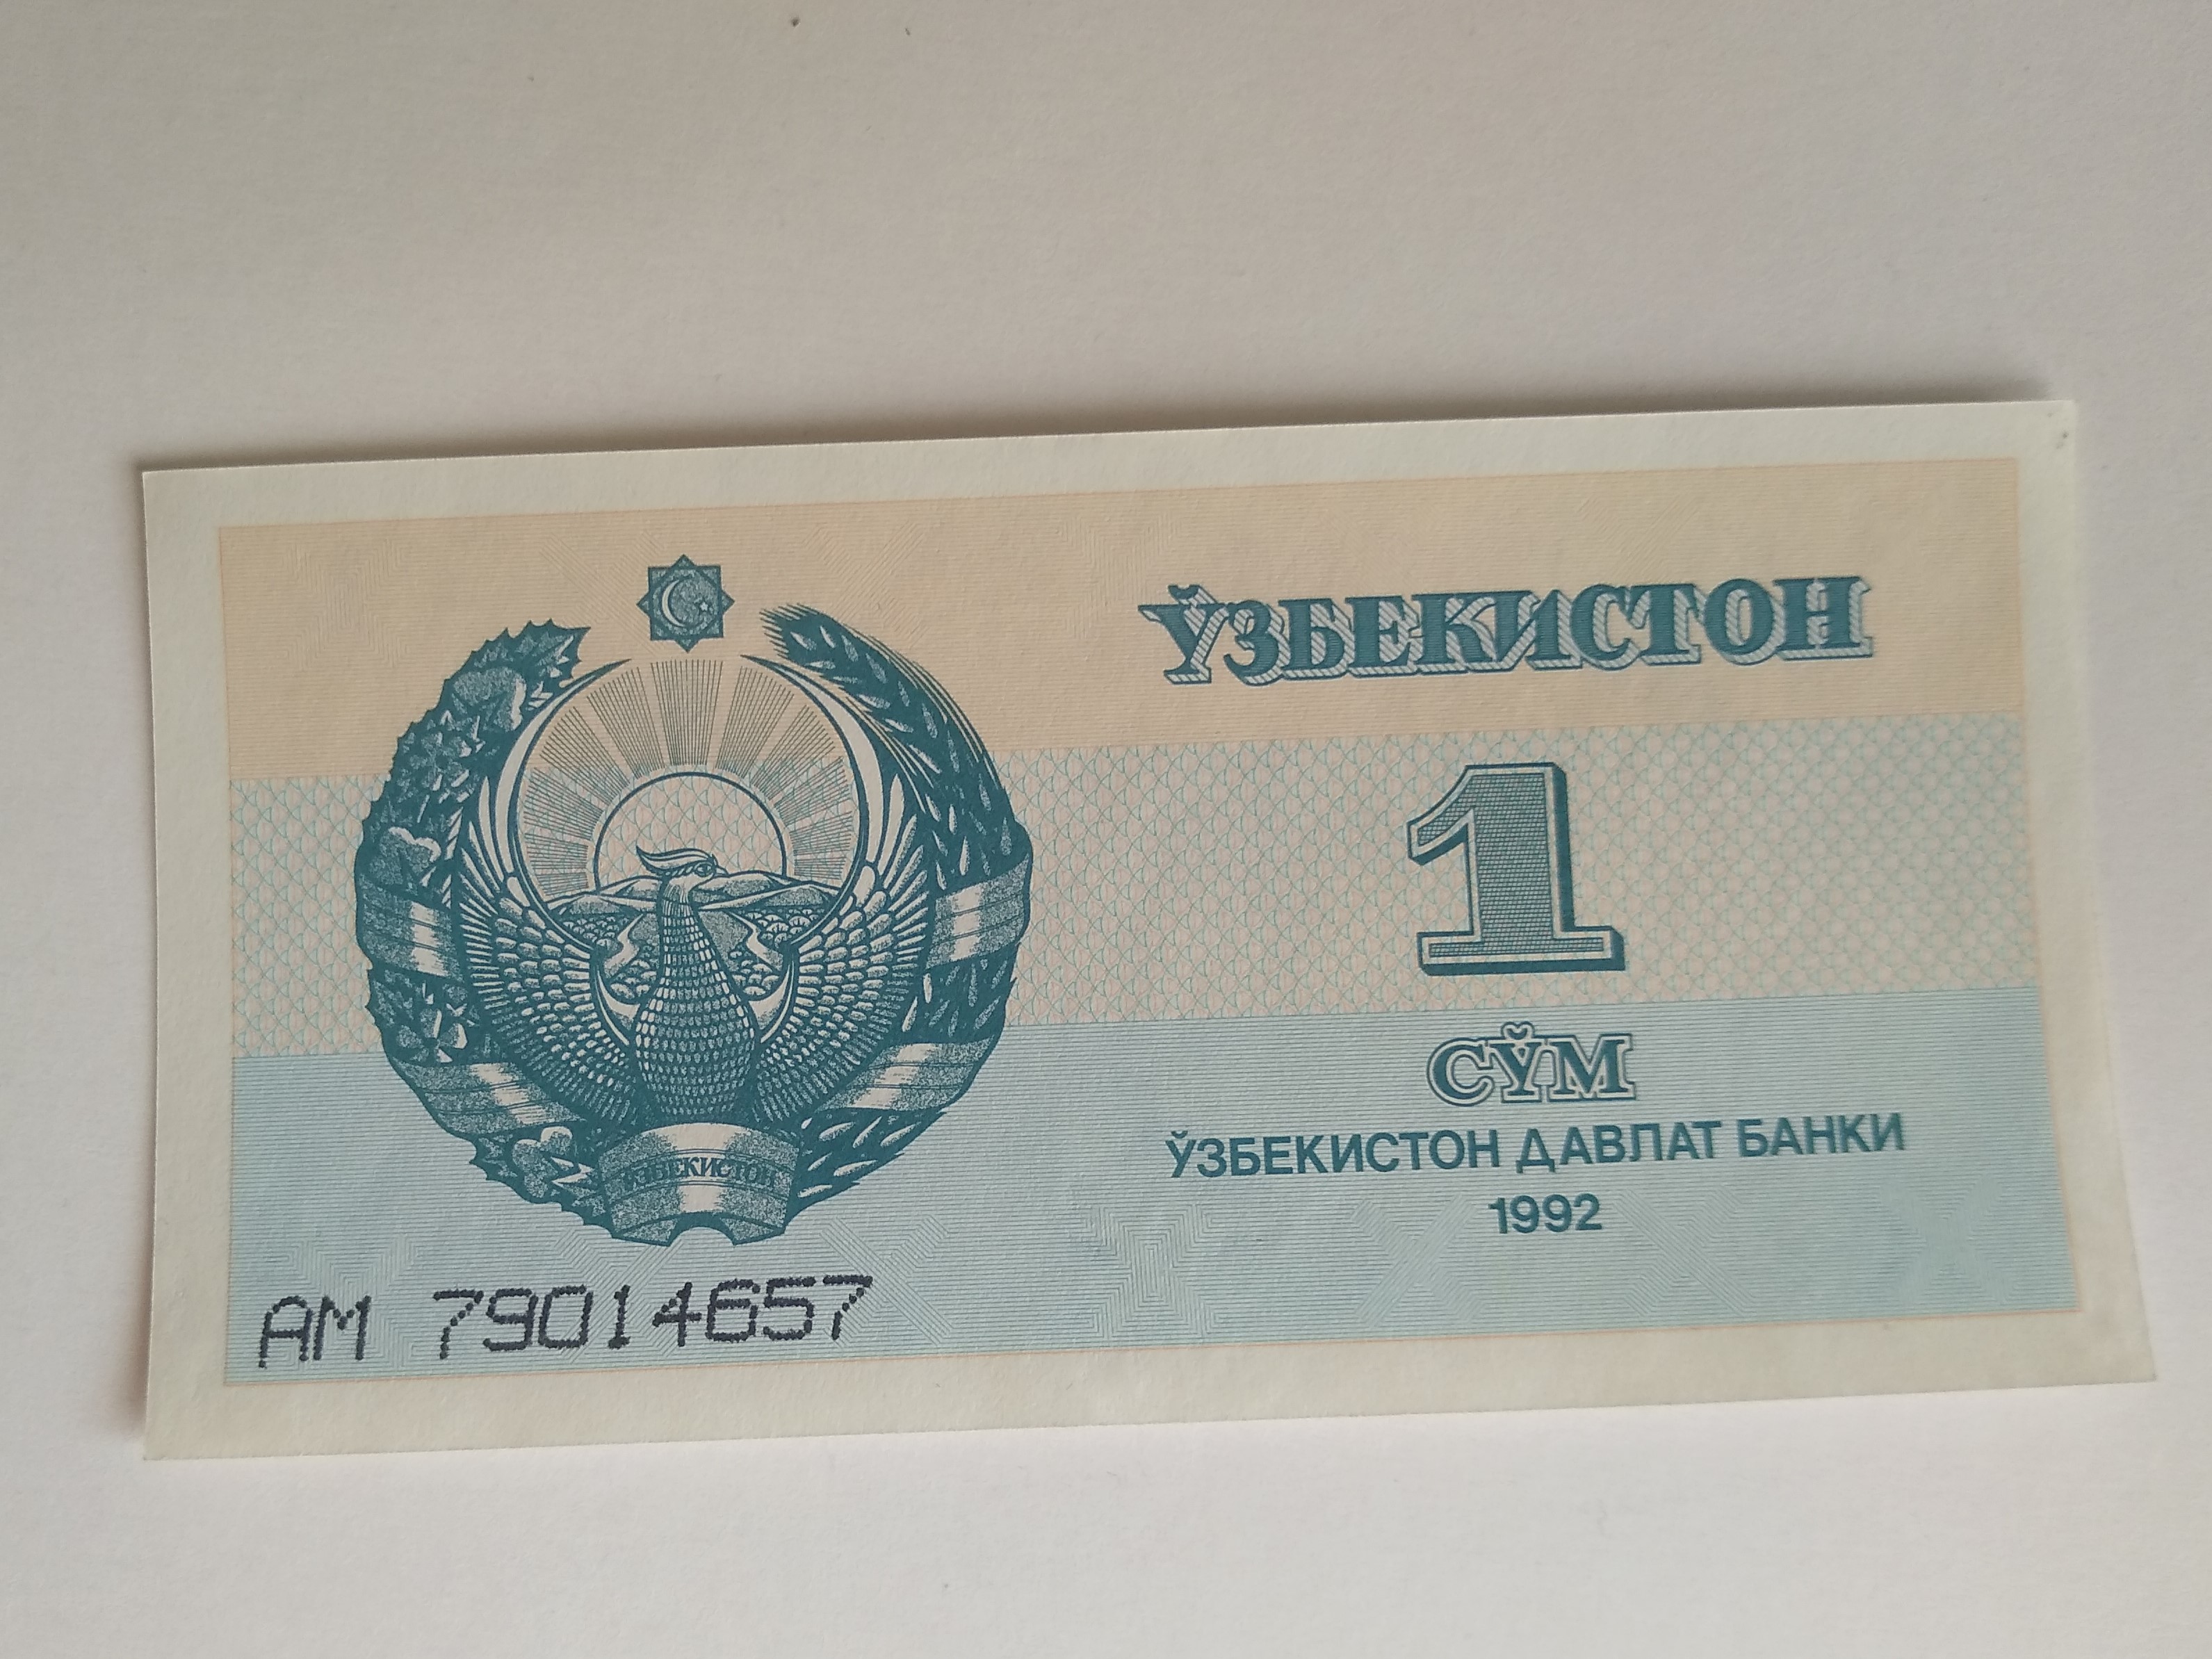 ЎЗБЕКИСТОН
1
СЎМ
ЎЗБЕКИСТОН ДАВЛАТ БАНКИ
1992
ЎЗБЕКИСТОН
АМ 79014657